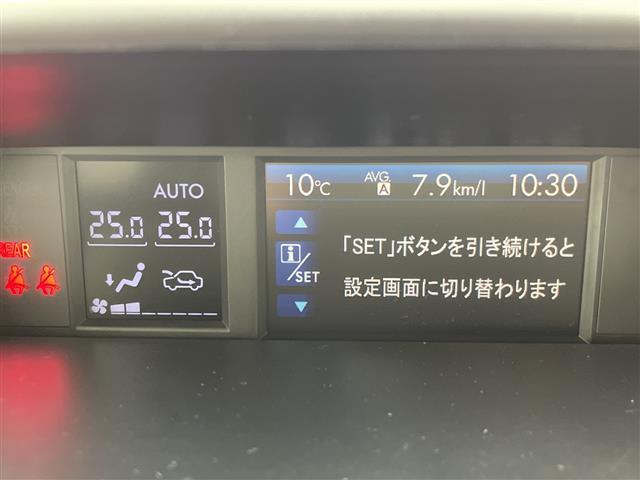 AUTO
25.0 25.0
REAR
10℃ AVG. A 7.9km/l 10:30
i/SET
「SET」ボタンを引き続けると
設定画面に切り替わります